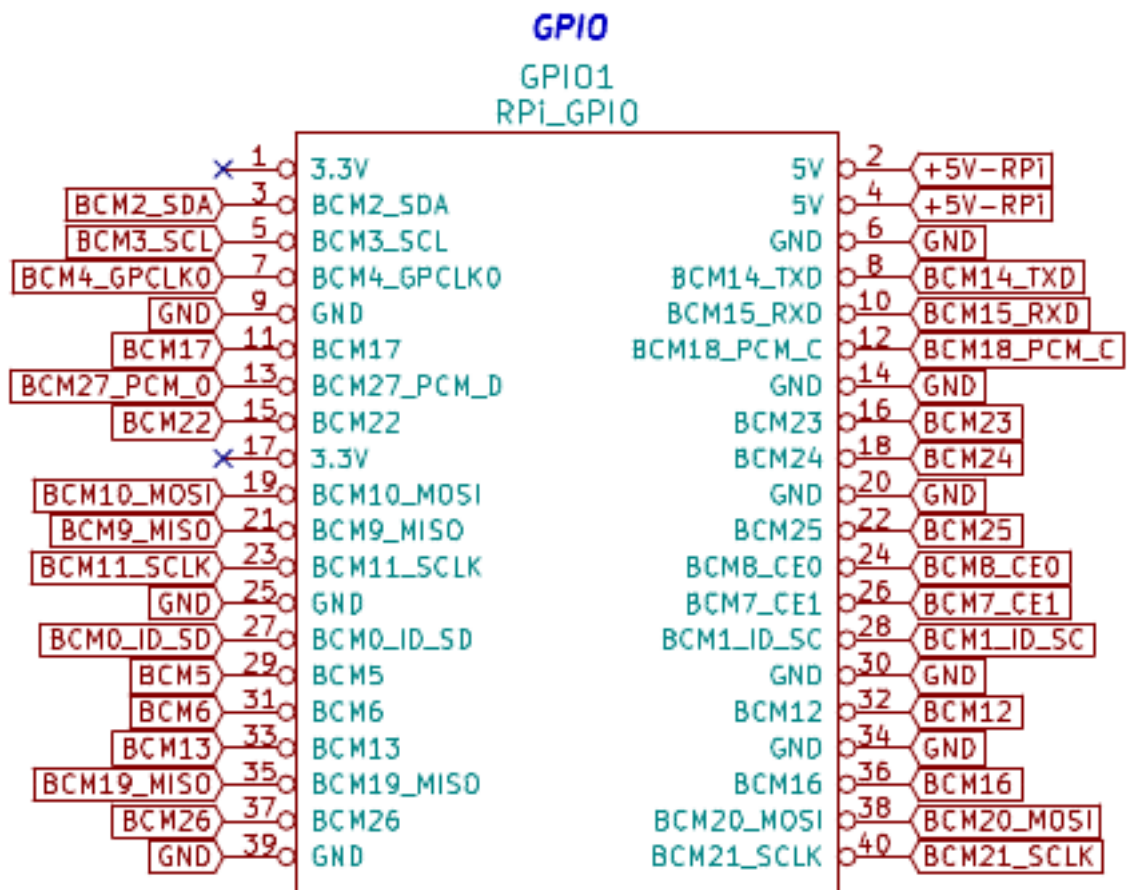 GPIO
GPIO1
RPi_GPIO
1 3.3V 5V 2 +5V-RPi
BCM2_SDA 3 BCM2_SDA 5V 4 +5V-RPi
BCM3_SCL 5 BCM3_SCL GND 6 GND
BCM4_GPCLK0 7 BCM4_GPCLK0 BCM14_TXD 8 BCM14_TXD
GND 9 GND BCM15_RXD 10 BCM15_RXD
BCM17 11 BCM17 BCM18_PCM_C 12 BCM18_PCM_C
BCM27_PCM_O 13 BCM27_PCM_D GND 14 GND
BCM22 15 BCM22 BCM23 16 BCM23
17 3.3V BCM24 18 BCM24
BCM10_MOSI 19 BCM10_MOSI GND 20 GND
BCM9_MISO 21 BCM9_MISO BCM25 22 BCM25
BCM11_SCLK 23 BCM11_SCLK BCM8_CE0 24 BCM8_CE0
GND 25 GND BCM7_CE1 26 BCM7_CE1
BCM0_ID_SD 27 BCM0_ID_SD BCM1_ID_SC 28 BCM1_ID_SC
BCM5 29 BCM5 GND 30 GND
BCM6 31 BCM6 BCM12 32 BCM12
BCM13 33 BCM13 GND 34 GND
BCM19_MISO 35 BCM19_MISO BCM16 36 BCM16
BCM26 37 BCM26 BCM20_MOSI 38 BCM20_MOSI
GND 39 GND BCM21_SCLK 40 BCM21_SCLK